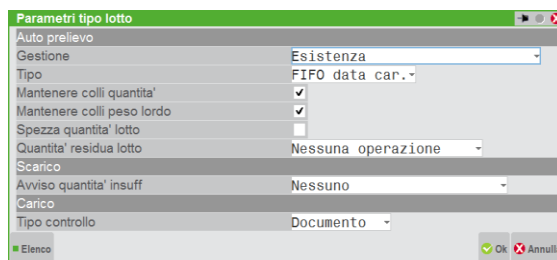 Parametri tipo lotto
Auto prelievo
Gestione Esistenza
Tipo FIFO data car.
Mantenere colli quantita'
Mantenere colli peso lordo
Spezza quantita' lotto
Quantita' residua lotto Nessuna operazione
Scarico
Avviso quantita' insuff Nessuno
Carico
Tipo controllo Documento
Elenco Ok Annulla